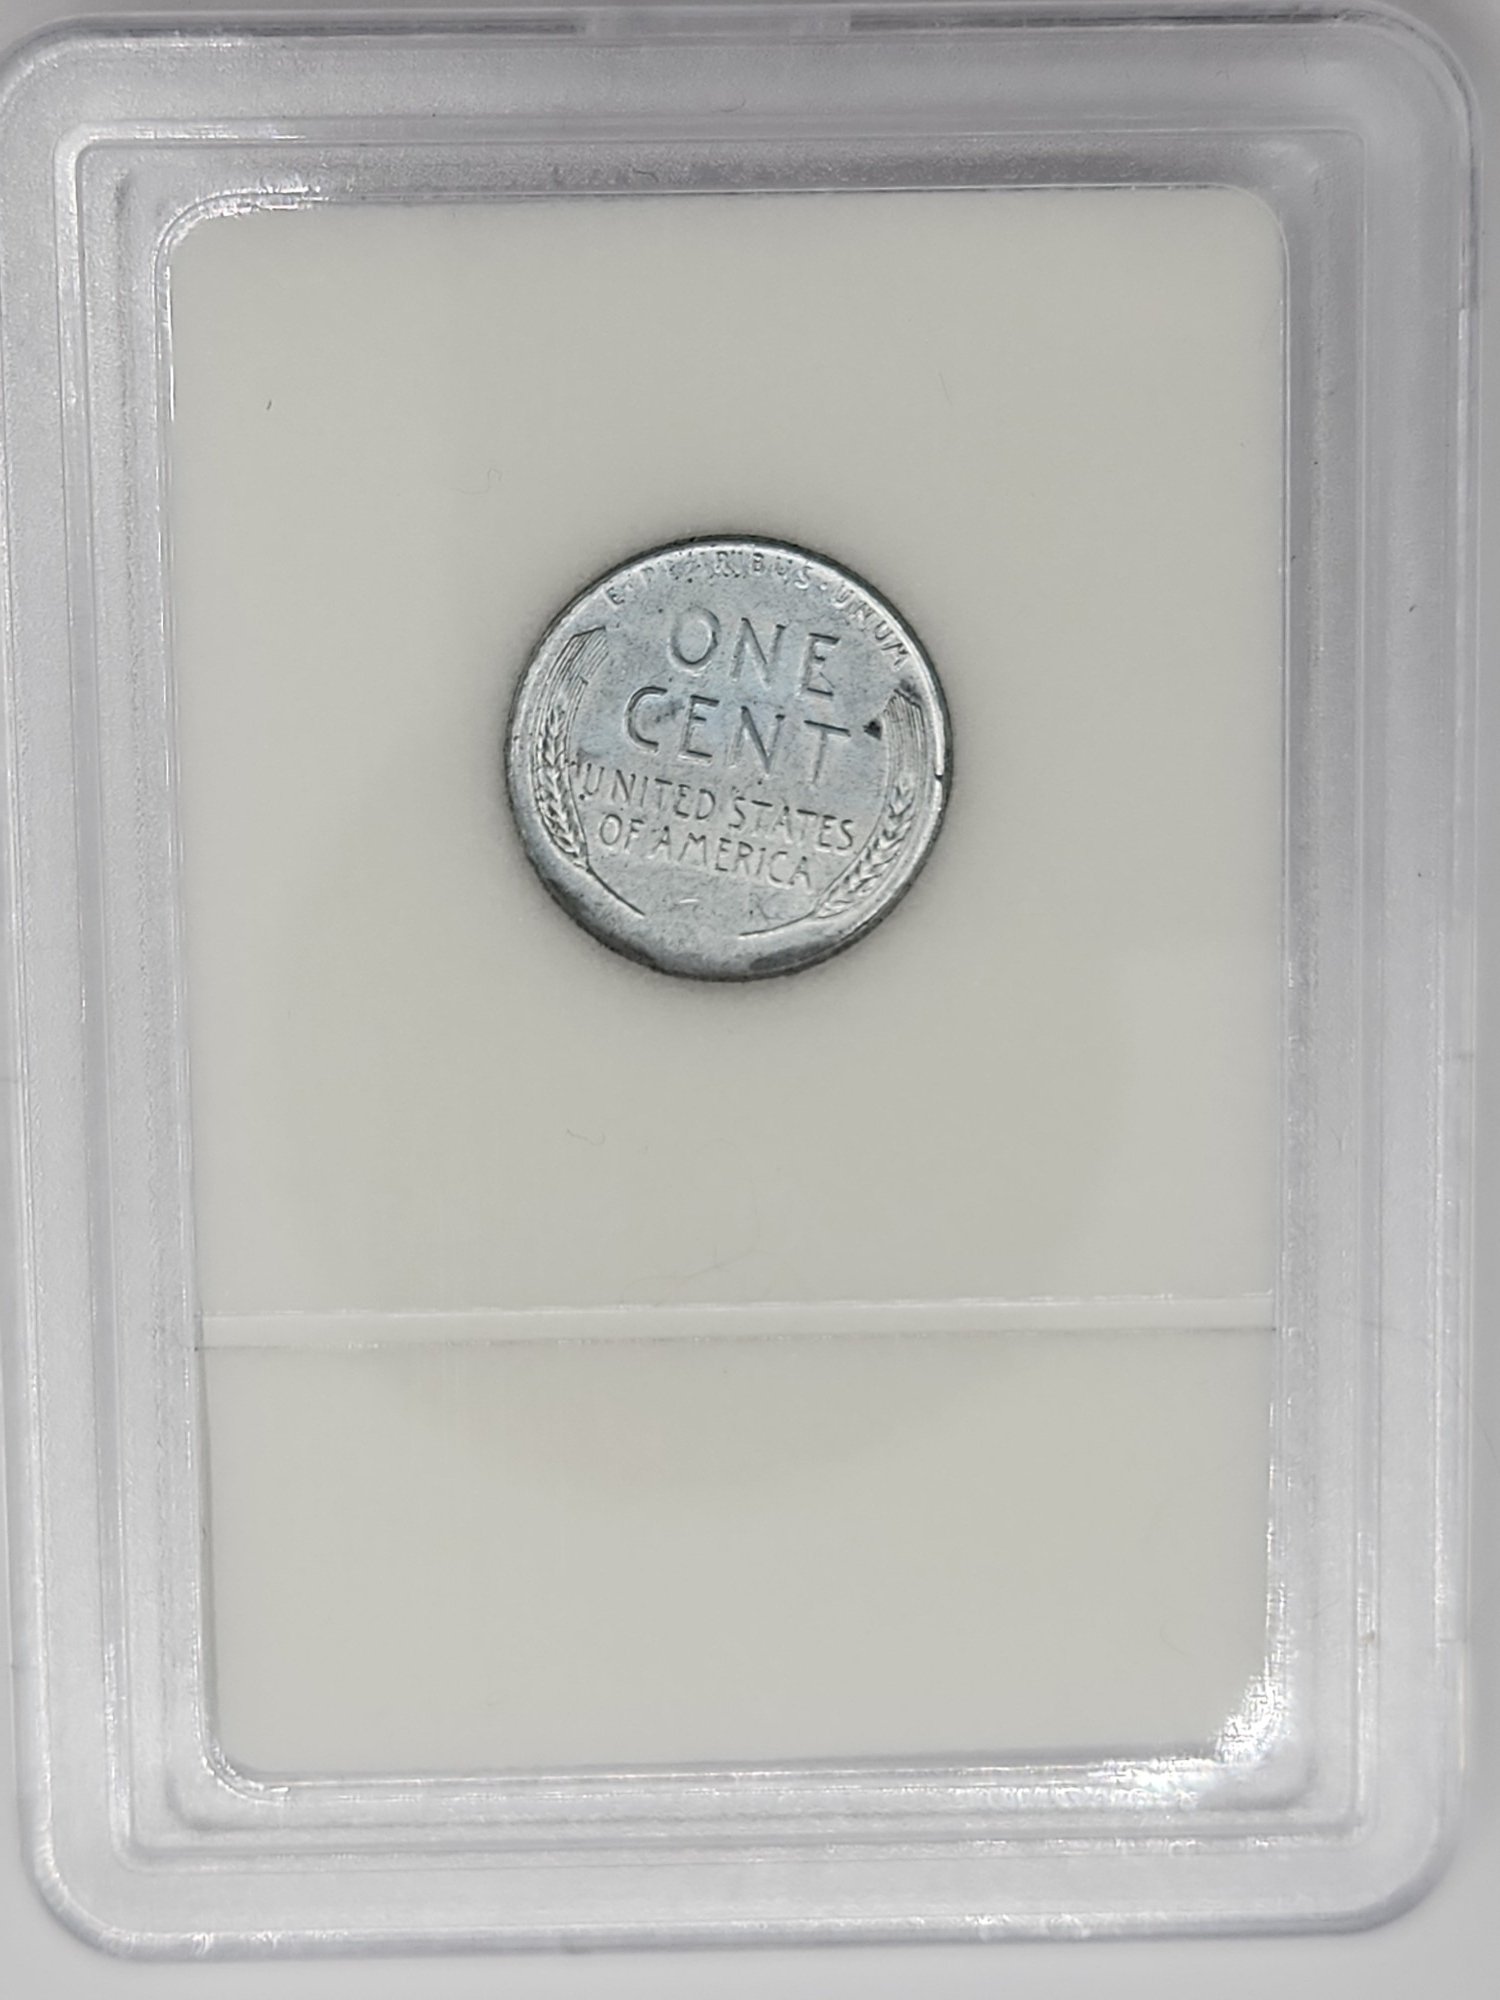 E·PLURIBUS·UNUM
ONE
CENT
UNITED STATES
OF AMERICA